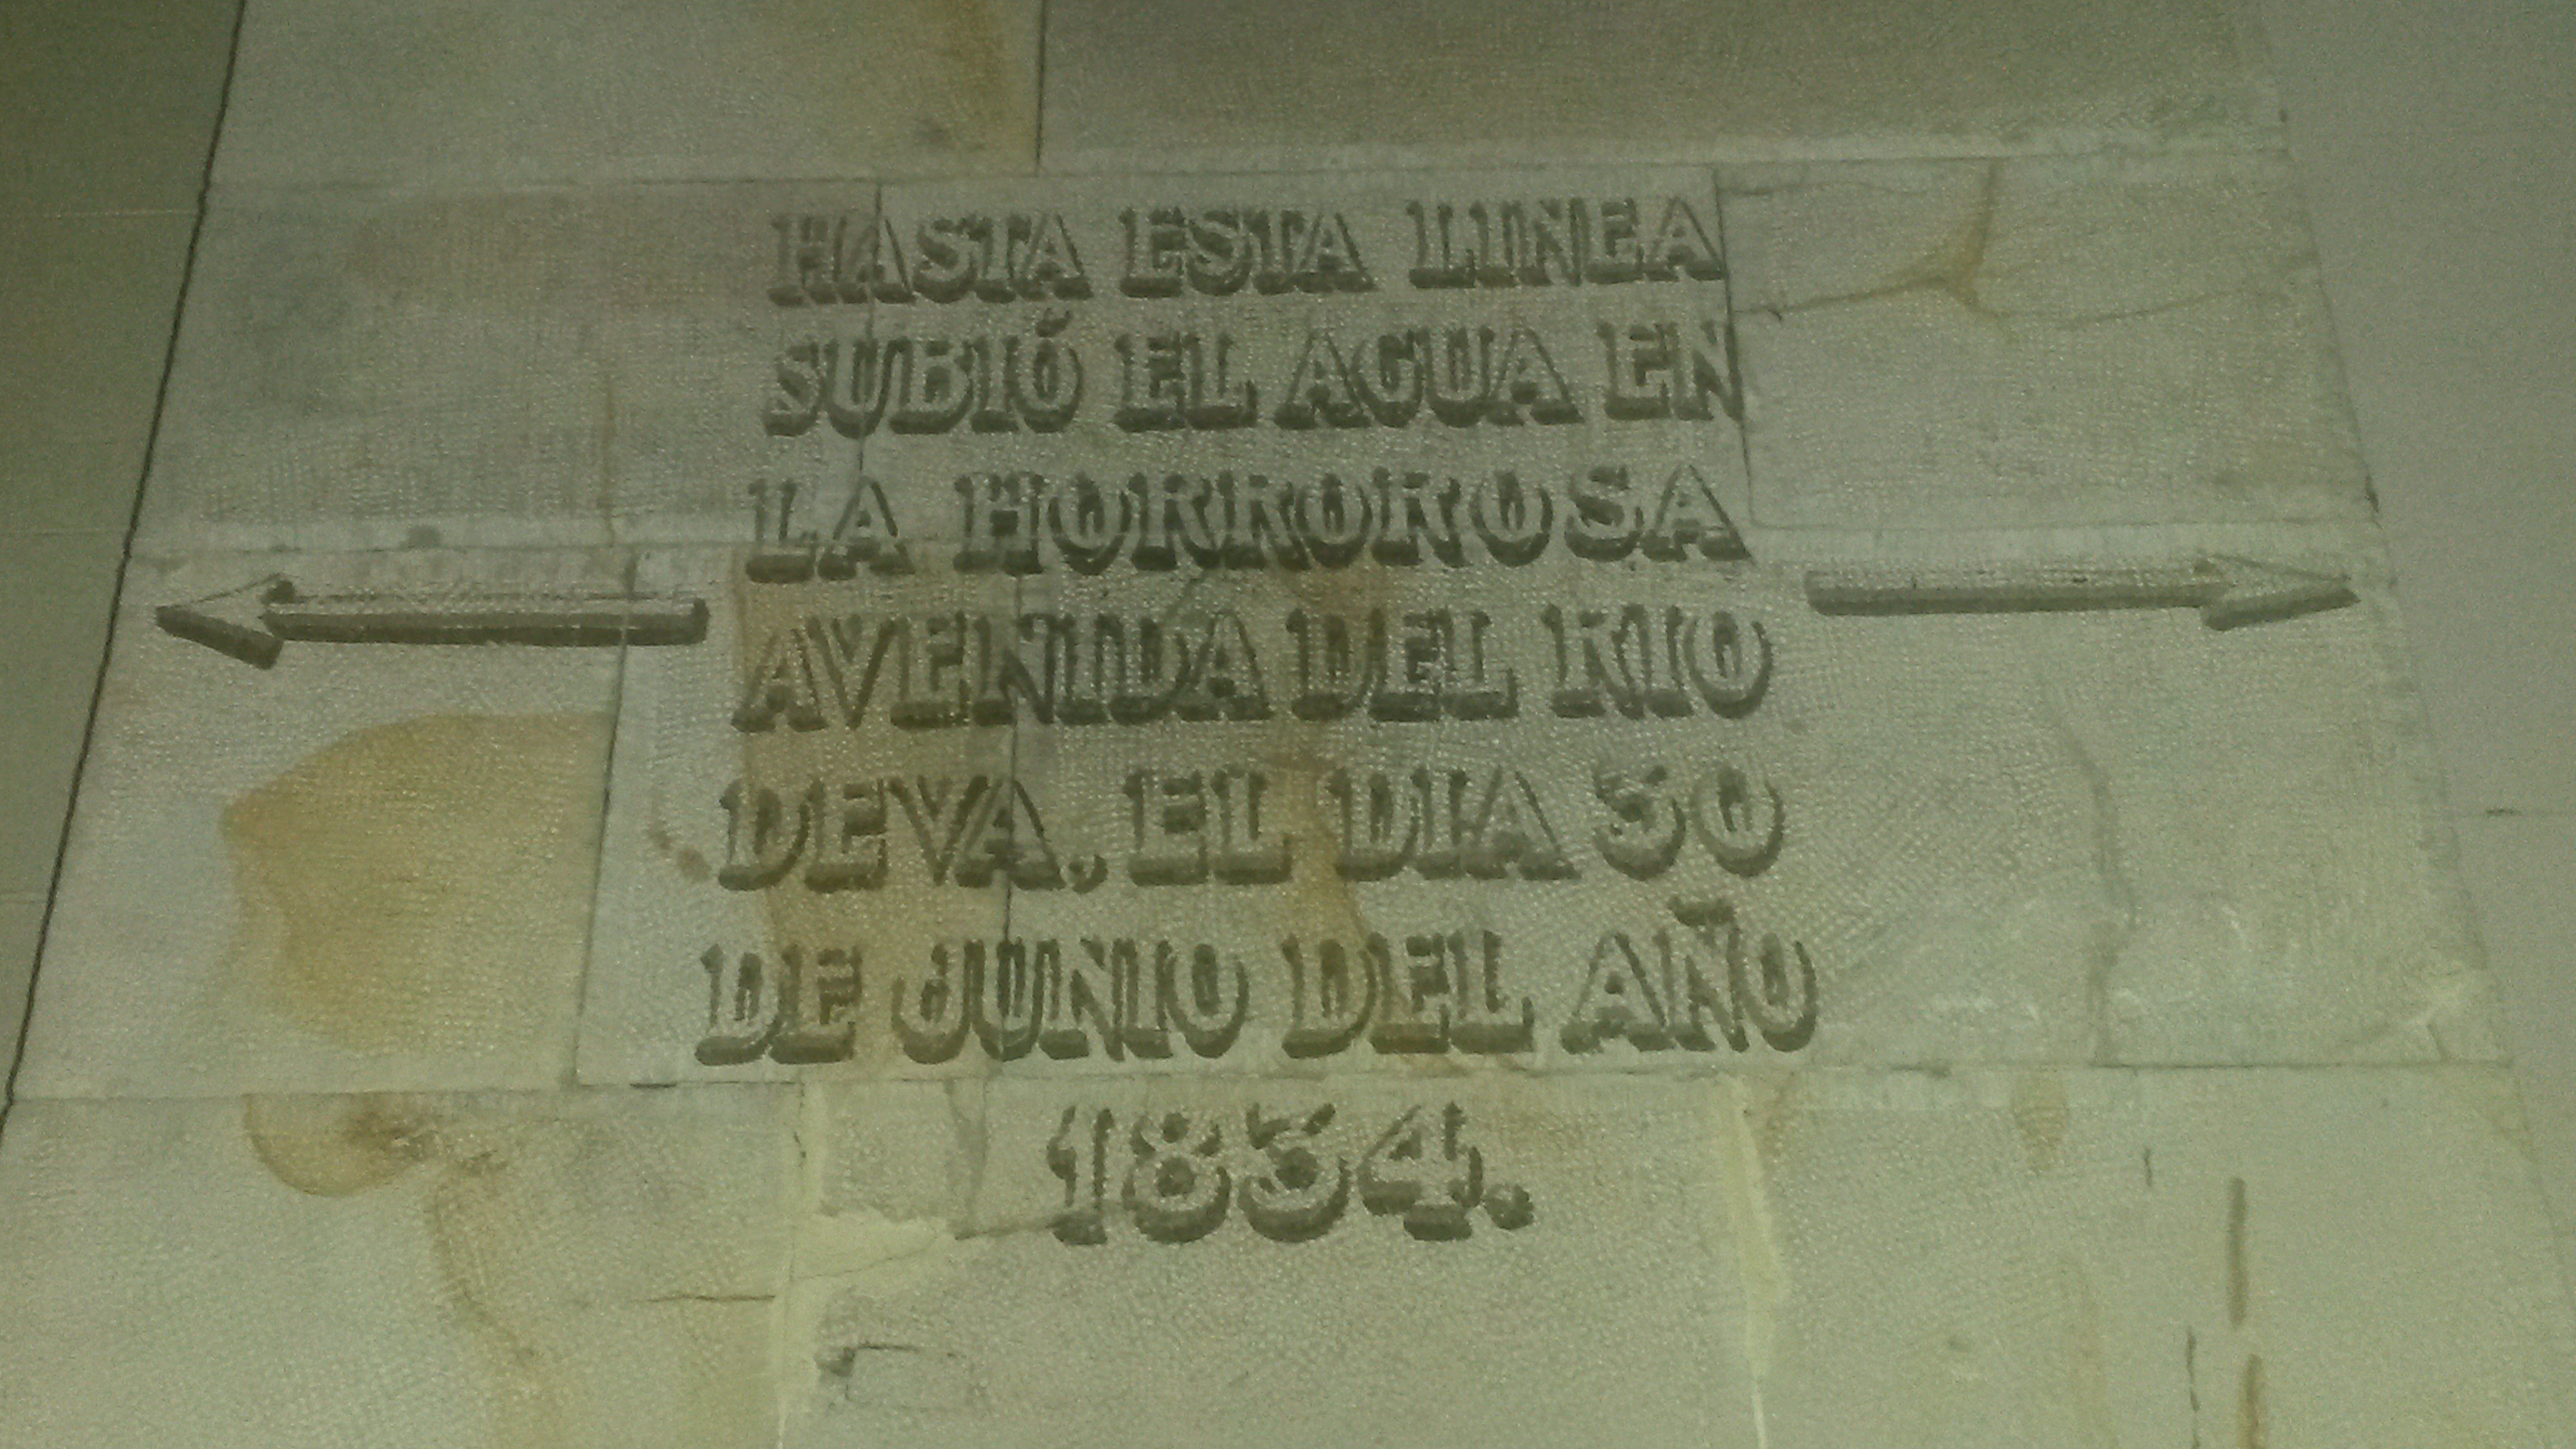 HASTA ESTA LINEA
SUBIÓ EL AGUA EN
LA HORROROSA
AVENIDA DEL RIO
DEVA, EL DIA 30
DE JUNIO DEL AÑO
1834.